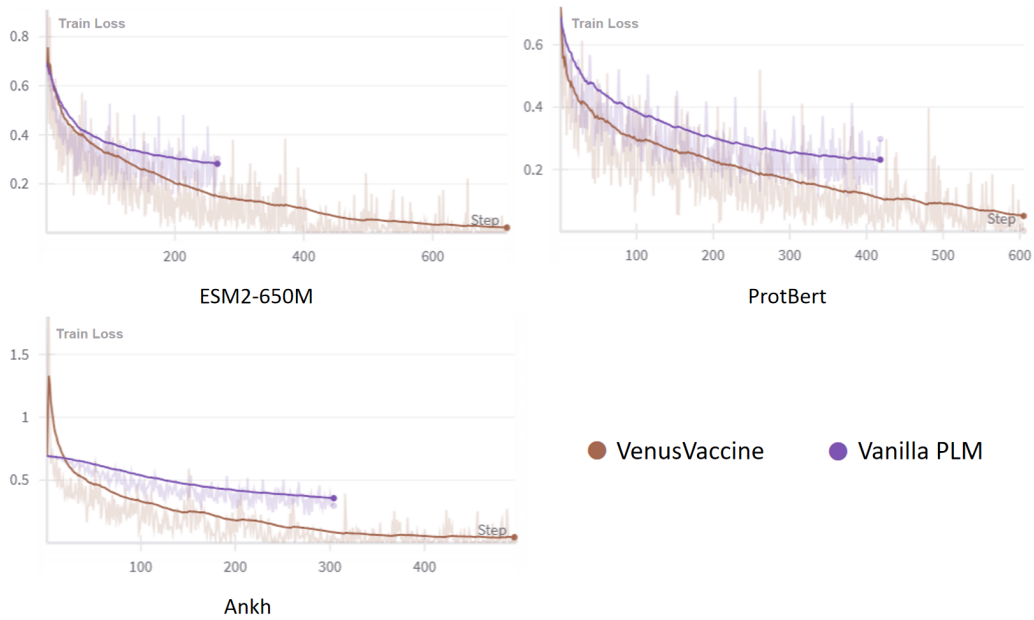 Train Loss
0.8
0.6
0.4
0.2
Step
200 400 600
ESM2-650M
Train Loss
0.6
0.4
0.2
Step
100 200 300 400 500 600
ProtBert
Train Loss
1.5
1
0.5
Step
100 200 300 400
Ankh
VenusVaccine
Vanilla PLM